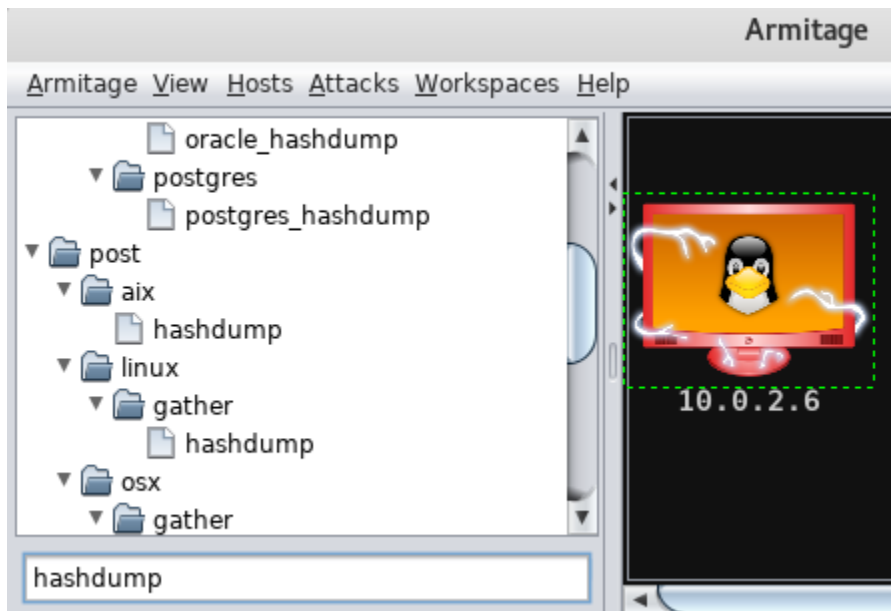 Armitage
Armitage View Hosts Attacks Workspaces Help
oracle_hashdump
postgres
postgres_hashdump
post
aix
hashdump
linux
gather
hashdump
osx
gather
hashdump
10.0.2.6